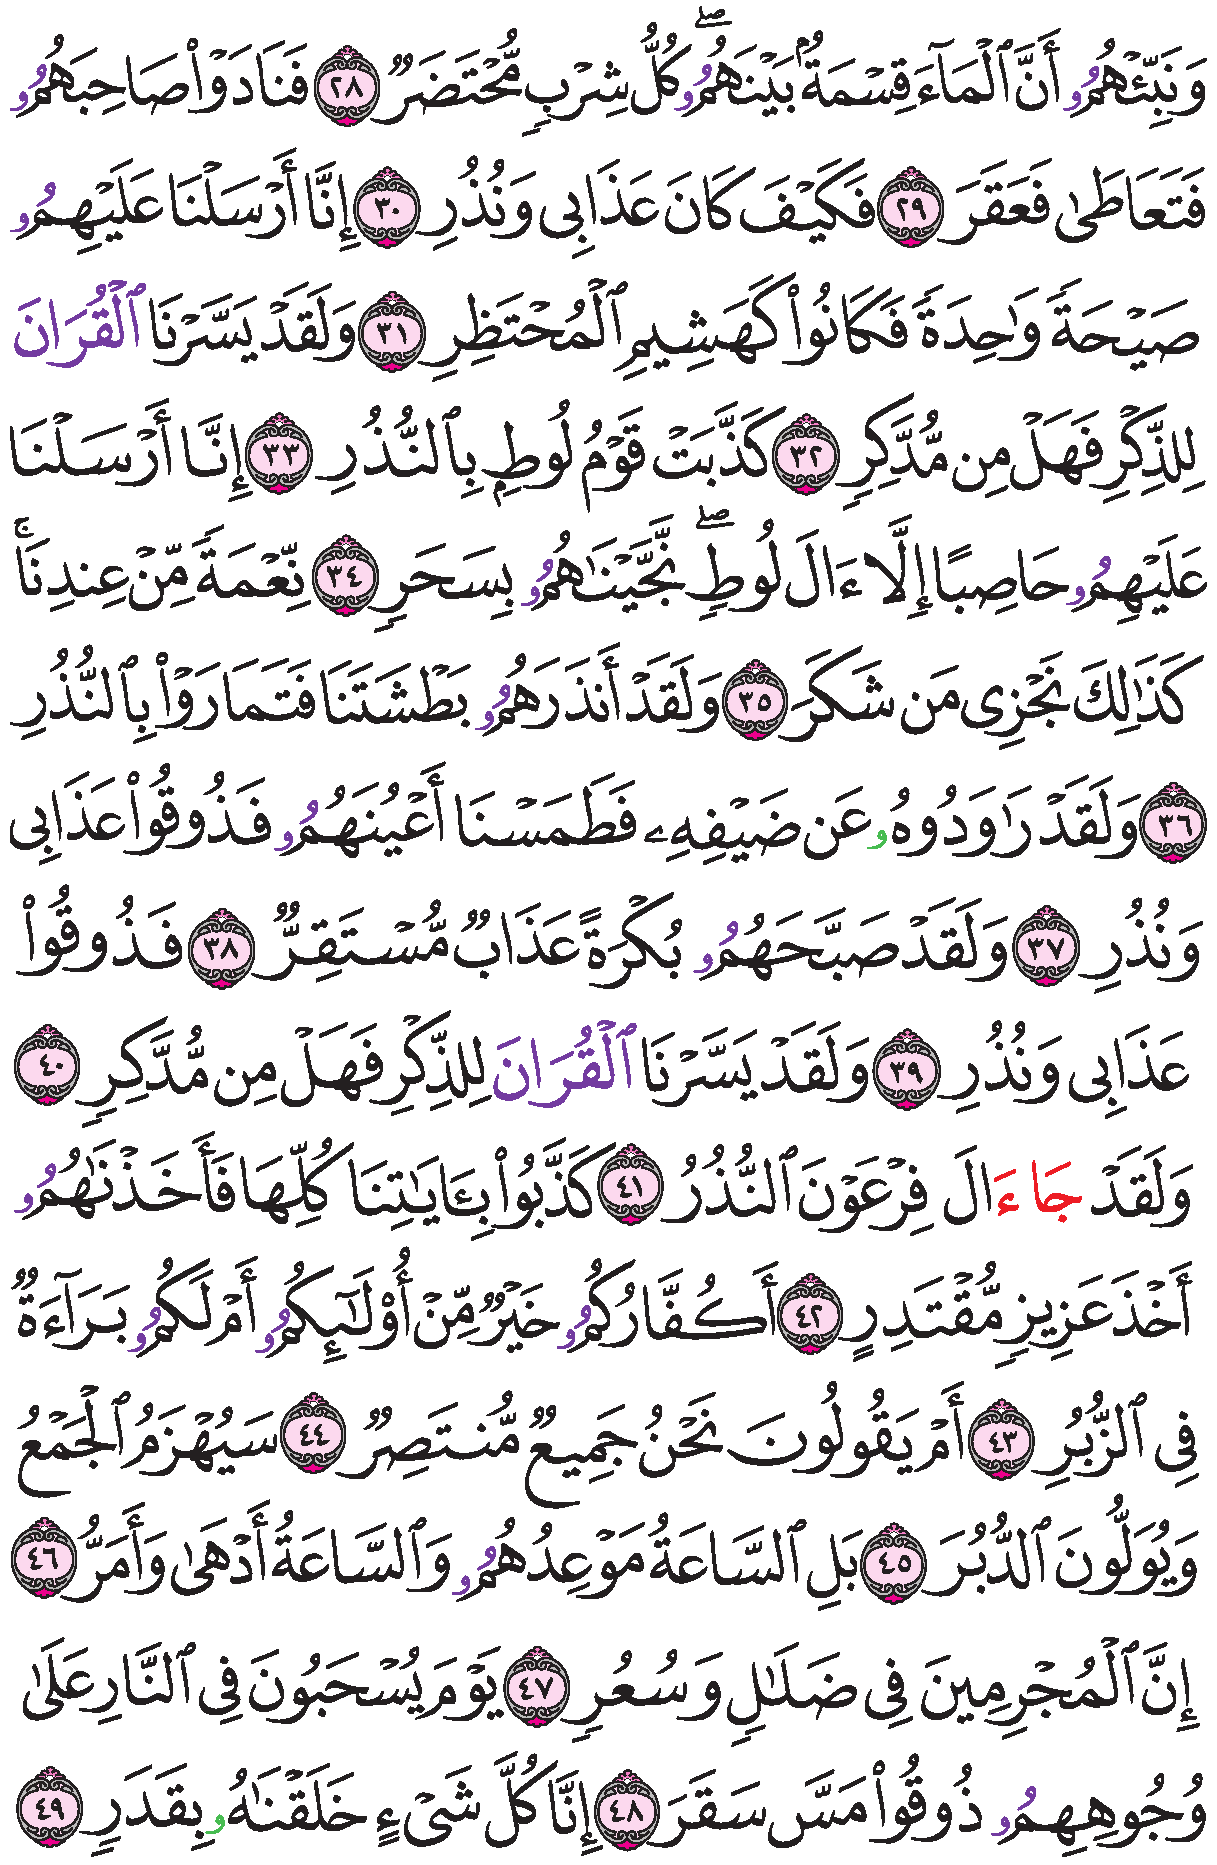 وَنَبِّئْهُمُۥ أَنَّ ٱلْمَآءَ قِسْمَةُۢ بَيْنَهُمُۥۖ كُلُّ شِرْبٍ مُّحْتَضَرٌ ٢٨ فَنَادَوْا۟ صَاحِبَهُمُۥ
فَتَعَاطَىٰ فَعَقَرَ ٢٩ فَكَيْفَ كَانَ عَذَابِى وَنُذُرِ ٣٠ إِنَّا أَرْسَلْنَا عَلَيْهِمُۥ
صَيْحَةً وَٰحِدَةً فَكَانُوا۟ كَهَشِيمِ ٱلْمُحْتَظِرِ ٣١ وَلَقَدْ يَسَّرْنَا ٱلْقُرَانَ
لِلذِّكْرِ فَهَلْ مِن مُّدَّكِرٍ ٣٢ كَذَّبَتْ قَوْمُ لُوطِۭ بِٱلنُّذُرِ ٣٣ إِنَّا أَرْسَلْنَا
عَلَيْهِمُۥ حَاصِبًا إِلَّا ءَالَ لُوطٍۖ نَّجَّيْنَٰهُمُۥ بِسَحَرٍ ٣٤ نِّعْمَةً مِّنْ عِندِنَاۚ
كَذَٰلِكَ نَجْزِى مَن شَكَرَ ٣٥ وَلَقَدْ أَنذَرَهُمُۥ بَطْشَتَنَا فَتَمَارَوْا۟ بِٱلنُّذُرِ
٣٦ وَلَقَدْ رَٰوَدُوهُۥ عَن ضَيْفِهِۦ فَطَمَسْنَا أَعْيُنَهُمُۥ فَذُوقُوا۟ عَذَابِى
وَنُذُرِ ٣٧ وَلَقَدْ صَبَّحَهُمُۥ بُكْرَةً عَذَابٌ مُّسْتَقِرٌّ ٣٨ فَذُوقُوا۟
عَذَابِى وَنُذُرِ ٣٩ وَلَقَدْ يَسَّرْنَا ٱلْقُرَانَ لِلذِّكْرِ فَهَلْ مِن مُّدَّكِرٍ ٤٠
وَلَقَدْ جَاءَ الَ فِرْعَوْنَ ٱلنُّذُرُ ٤١ كَذَّبُوا۟ بِـَٔايَٰتِنَا كُلِّهَا فَأَخَذْنَٰهُمُۥ
أَخْذَ عَزِيزٍ مُّقْتَدِرٍ ٤٢ أَكُفَّارُكُمُۥ خَيْرٌ مِّنْ أُو۟لَٰٓئِكُمُۥ أَمْ لَكُمُۥ بَرَآءَةٌ
فِى ٱلزُّبُرِ ٤٣ أَمْ يَقُولُونَ نَحْنُ جَمِيعٌ مُّنتَصِرٌ ٤٤ سَيُهْزَمُ ٱلْجَمْعُ
وَيُوَلُّونَ ٱلدُّبُرَ ٤٥ بَلِ ٱلسَّاعَةُ مَوْعِدُهُمُۥ وَٱلسَّاعَةُ أَدْهَىٰ وَأَمَرُّ ٤٦
إِنَّ ٱلْمُجْرِمِينَ فِى ضَلَٰلٍ وَسُعُرٍ ٤٧ يَوْمَ يُسْحَبُونَ فِى ٱلنَّارِ عَلَىٰ
وُجُوهِهِمُۥ ذُوقُوا۟ مَسَّ سَقَرَ ٤٨ إِنَّا كُلَّ شَىْءٍ خَلَقْنَٰهُۥ بِقَدَرٍ ٤٩